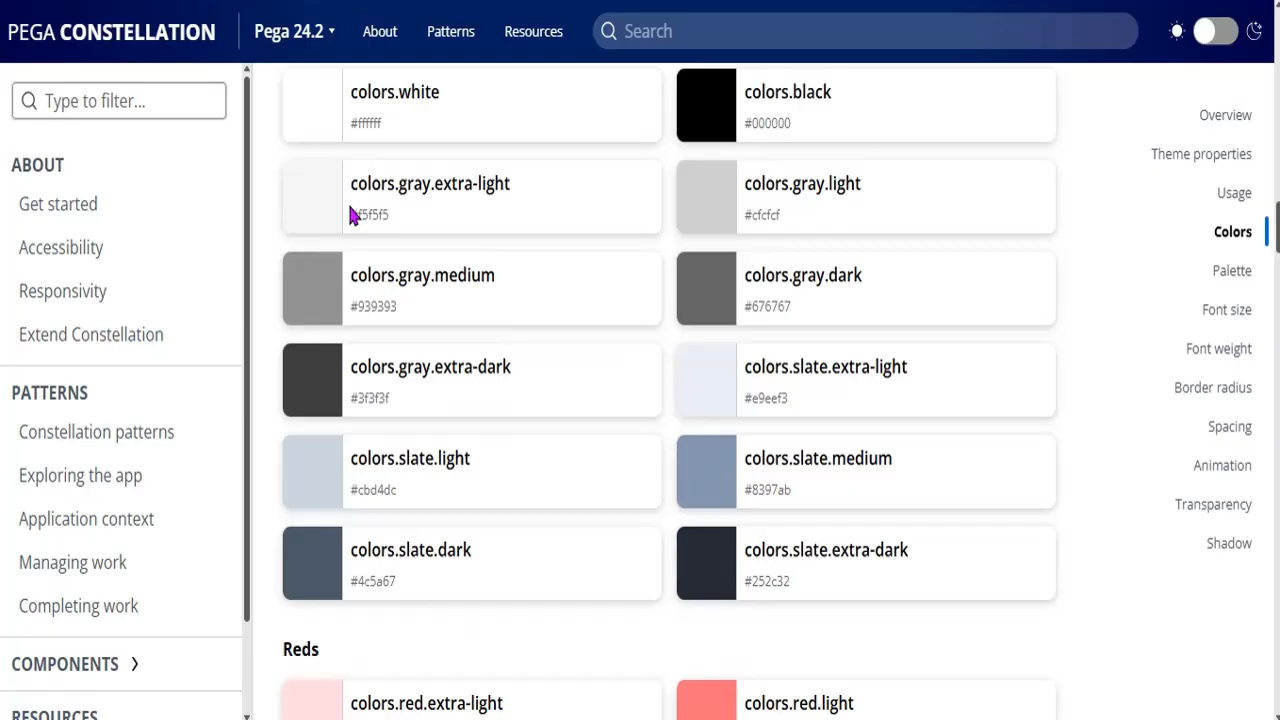 PEGA CONSTELLATION
Pega 24.2
About
Patterns
Resources
Search
Type to filter...
ABOUT
Get started
Accessibility
Responsivity
Extend Constellation
PATTERNS
Constellation patterns
Exploring the app
Application context
Managing work
Completing work
COMPONENTS
RESOURCES
colors.white
#ffffff
colors.black
#000000
colors.gray.extra-light
f5f5f5
colors.gray.light
#cfcfcf
colors.gray.medium
#939393
colors.gray.dark
#676767
colors.gray.extra-dark
#3f3f3f
colors.slate.extra-light
#e9eef3
colors.slate.light
#cbd4dc
colors.slate.medium
#8397ab
colors.slate.dark
#4c5a67
colors.slate.extra-dark
#252c32
Reds
colors.red.extra-light
colors.red.light
Overview
Theme properties
Usage
Colors
Palette
Font size
Font weight
Border radius
Spacing
Animation
Transparency
Shadow